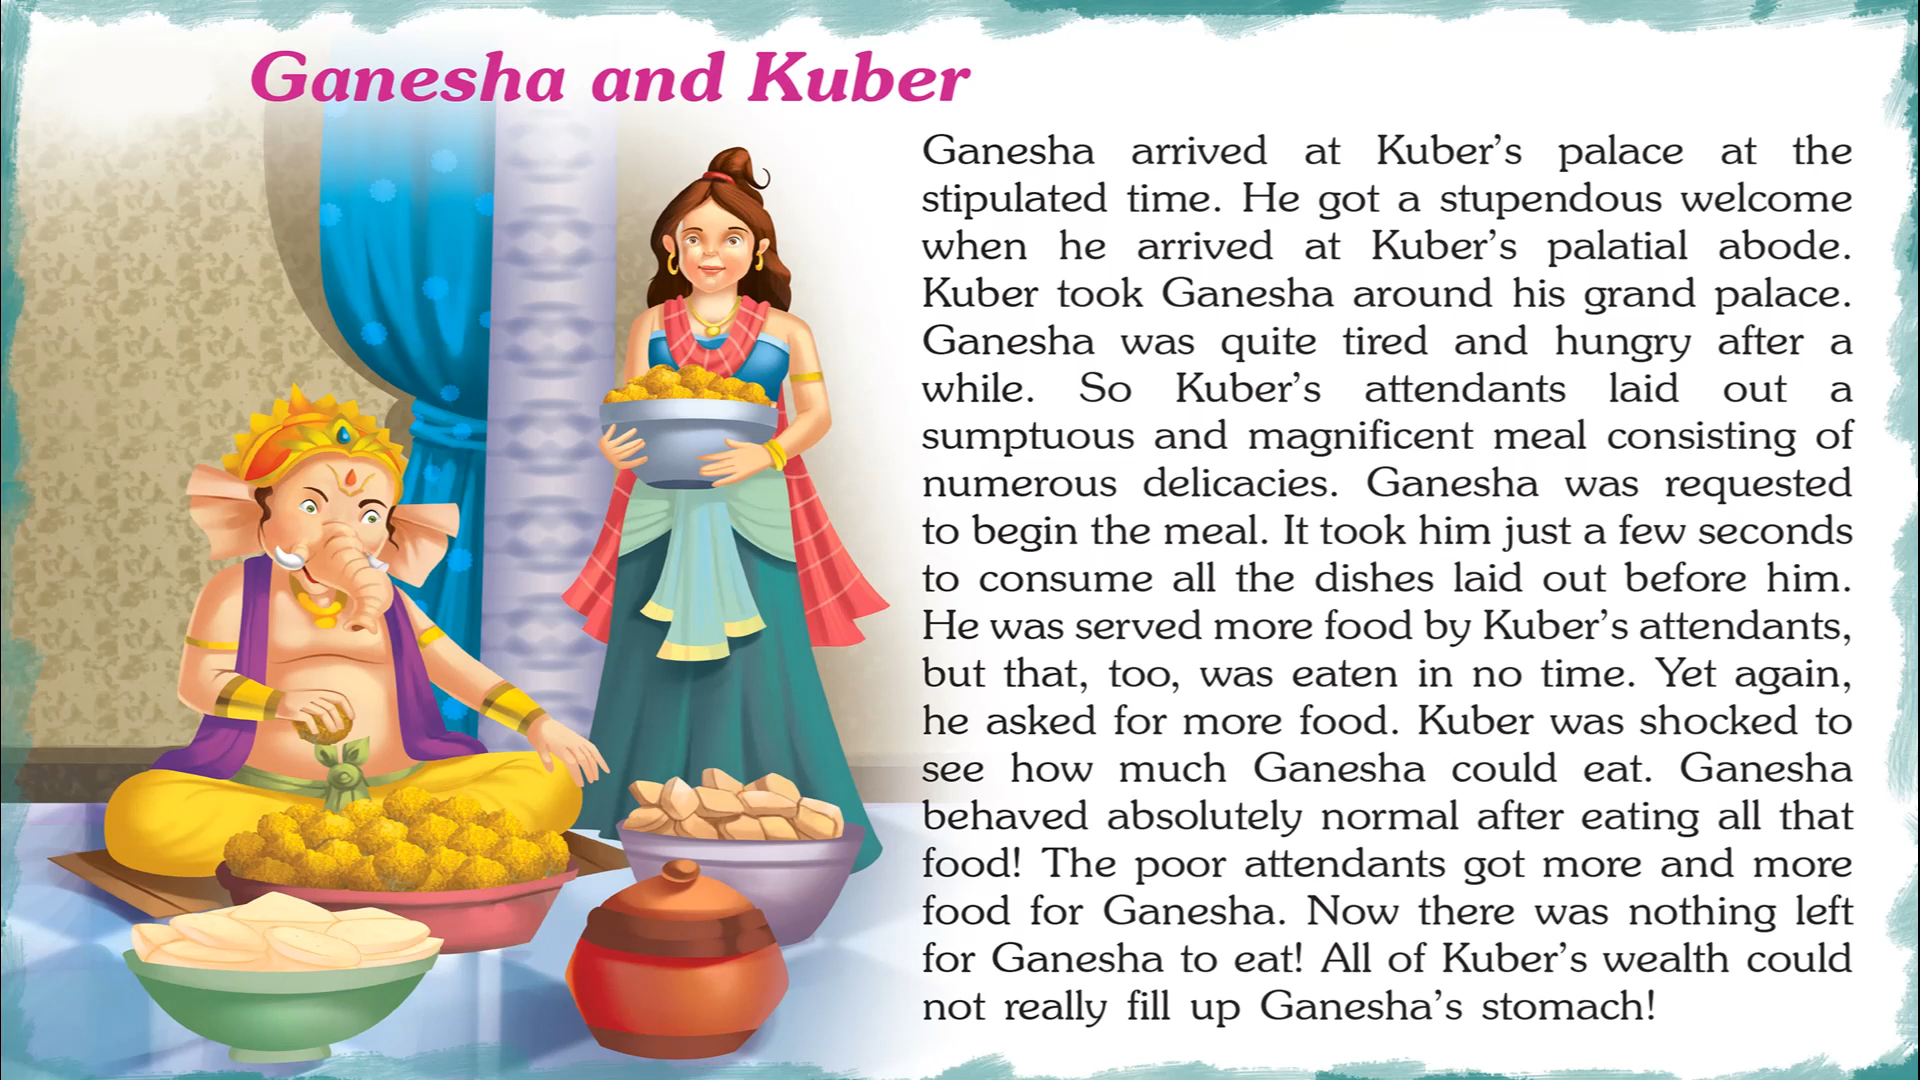 Ganesha and Kuber
Ganesha arrived at Kuber’s palace at the
stipulated time. He got a stupendous welcome
when he arrived at Kuber’s palatial abode.
Kuber took Ganesha around his grand palace.
Ganesha was quite tired and hungry after a
while. So Kuber’s attendants laid out a
sumptuous and magnificent meal consisting of
numerous delicacies. Ganesha was requested
to begin the meal. It took him just a few seconds
to consume all the dishes laid out before him.
He was served more food by Kuber’s attendants,
but that, too, was eaten in no time. Yet again,
he asked for more food. Kuber was shocked to
see how much Ganesha could eat. Ganesha
behaved absolutely normal after eating all that
food! The poor attendants got more and more
food for Ganesha. Now there was nothing left
for Ganesha to eat! All of Kuber’s wealth could
not really fill up Ganesha’s stomach!